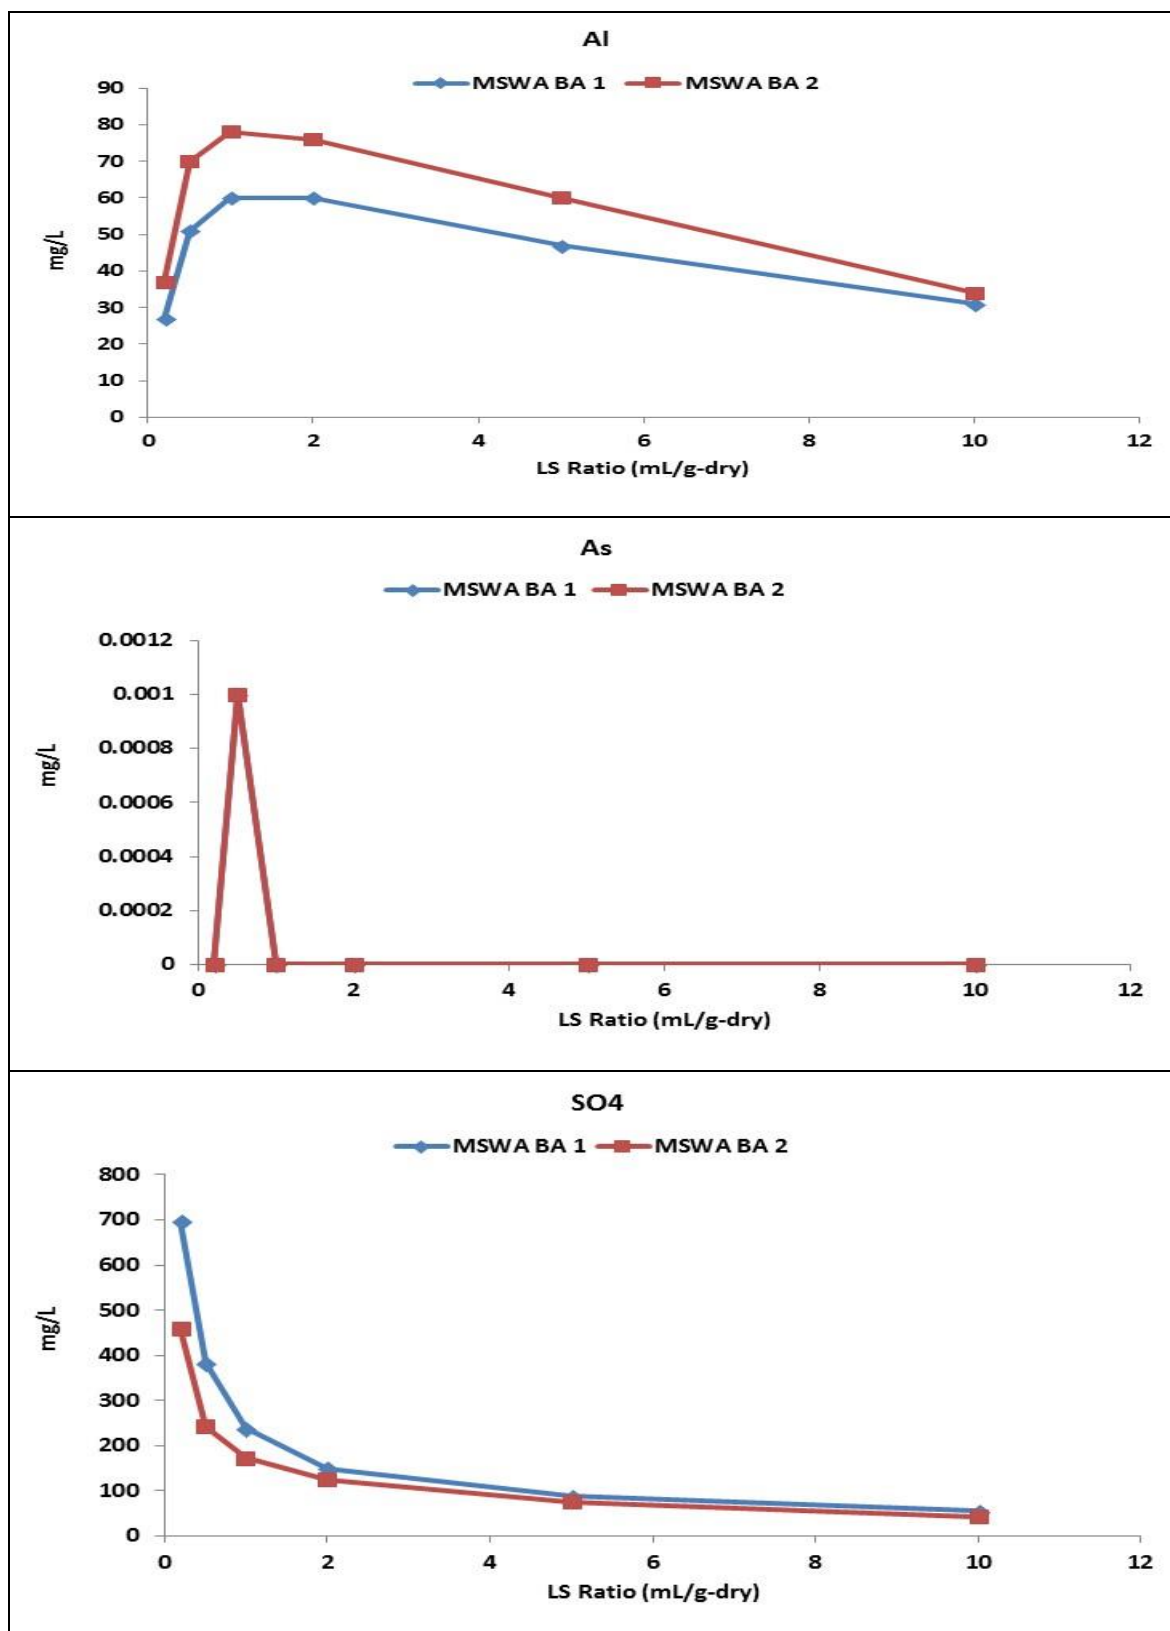 Al
MSWA BA 1 MSWA BA 2
90
80
70
60
50
40
30
20
10
0
mg/L
0 2 4 6 8 10 12
LS Ratio (mL/g-dry)
As
MSWA BA 1 MSWA BA 2
0.0012
0.001
0.0008
0.0006
0.0004
0.0002
0
mg/L
0 2 4 6 8 10 12
LS Ratio (mL/g-dry)
SO4
MSWA BA 1 MSWA BA 2
800
700
600
500
400
300
200
100
0
mg/L
0 2 4 6 8 10 12
LS Ratio (mL/g-dry)